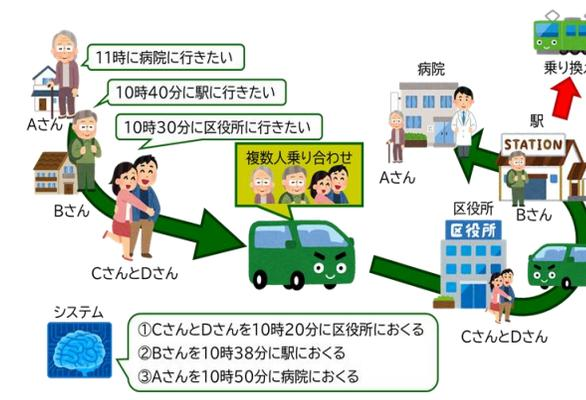 11時に病院に行きたい
10時40分に駅に行きたい
10時30分に区役所に行きたい
Aさん
Bさん
CさんとDさん
複数人乗り合わせ
病院
Aさん
乗り換
駅
STATION
Bさん
区役所
区役所
CさんとDさん
システム
①CさんとDさんを10時20分に区役所におくる
②Bさんを10時38分に駅におくる
③Aさんを10時50分に病院におくる